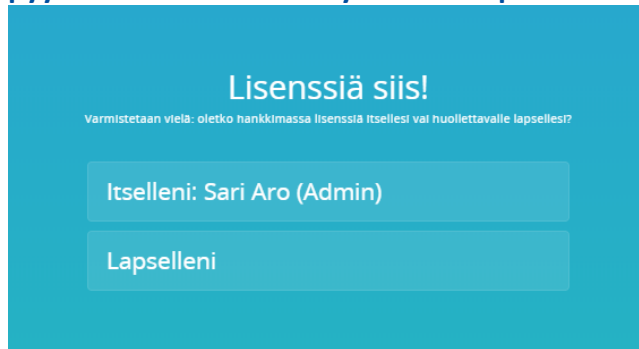 Lisenssiä siis!
Varmistetaan vielä: oletko hankkimassa lisenssiä itsellesi vai huollettavalle lapsellesi?
Itselleni: Sari Aro (Admin)
Lapselleni